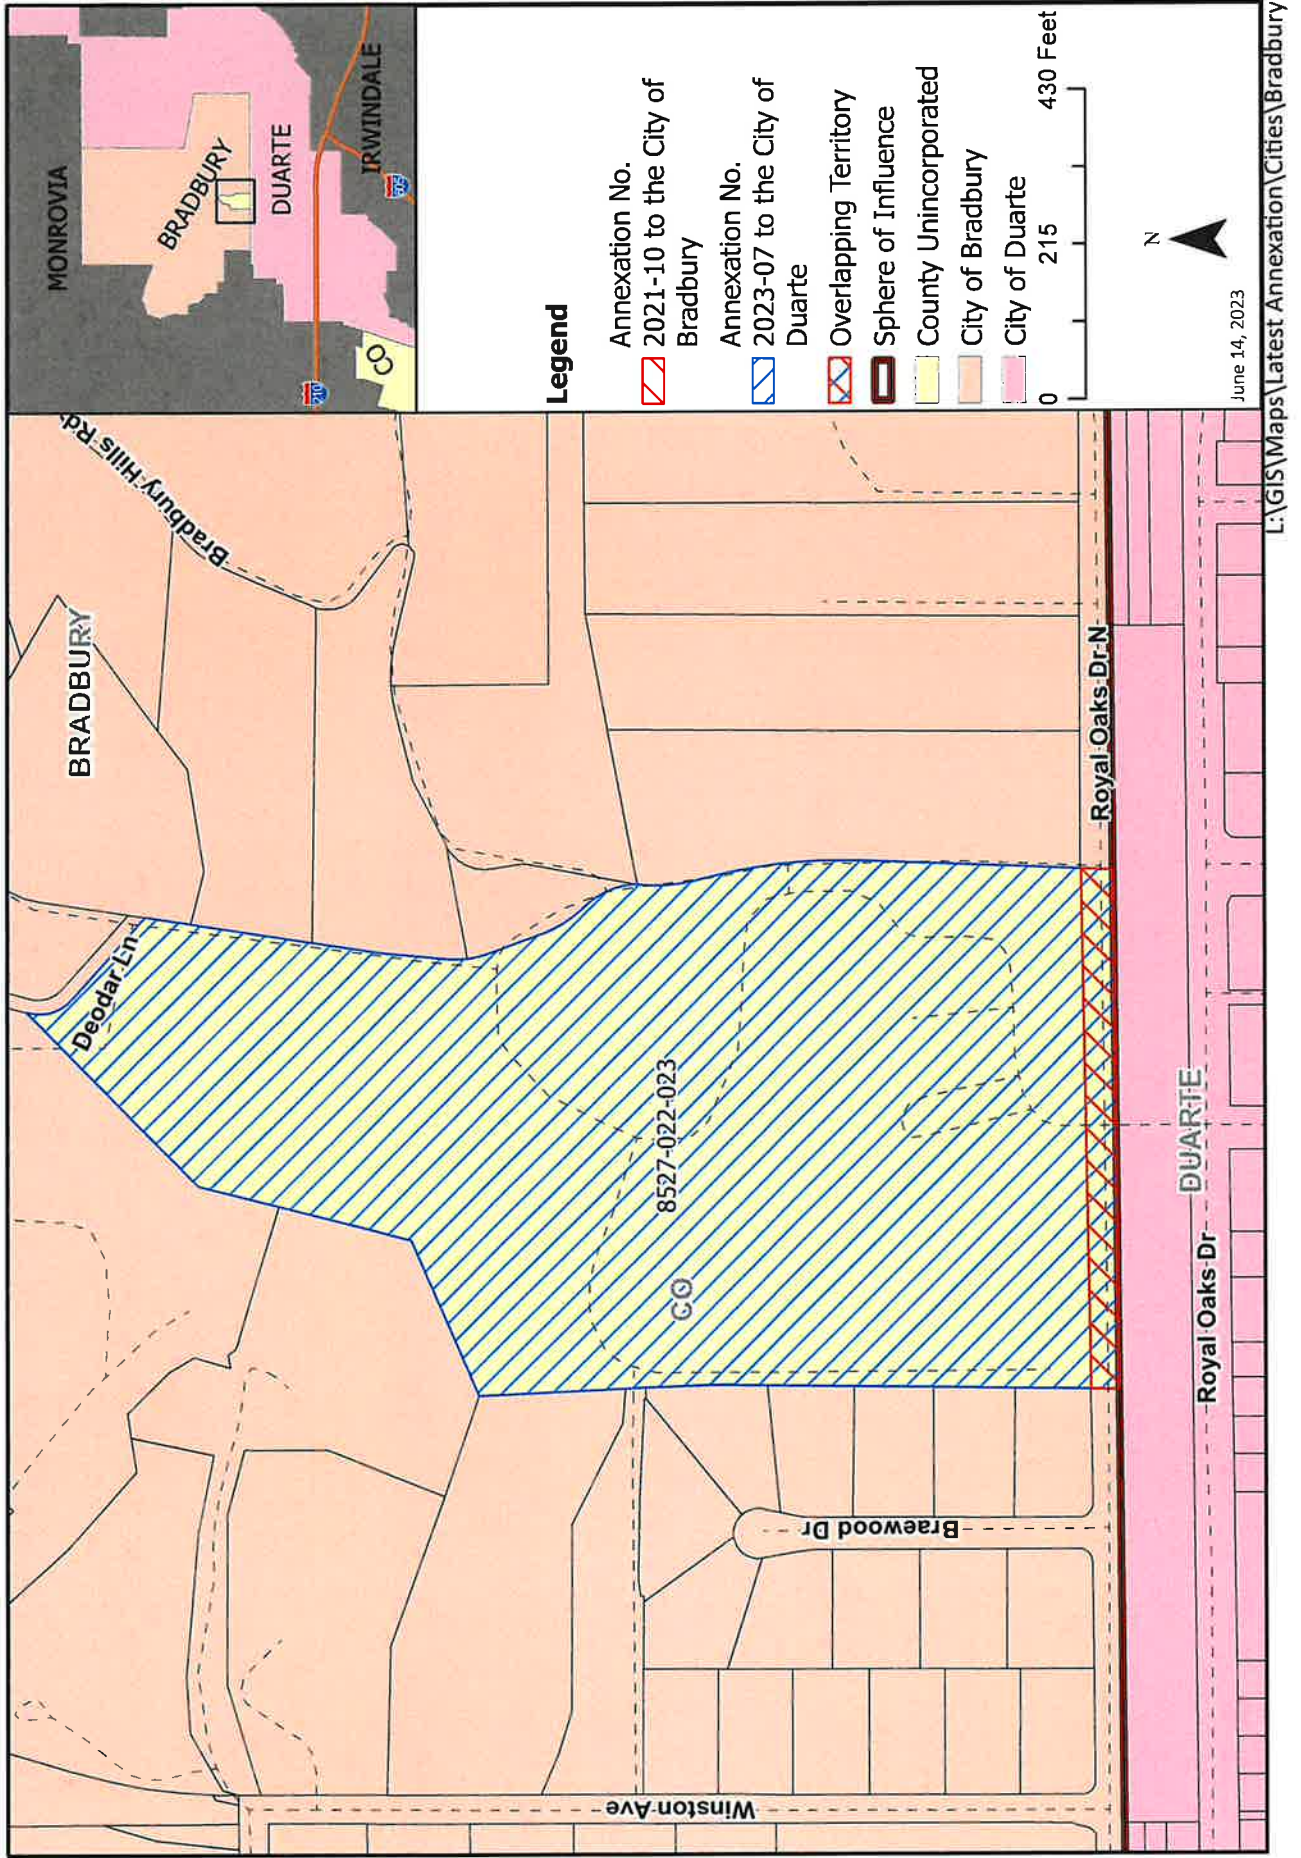 MONROVIA
BRADBURY
DUARTE
IRWINDALE
CO
210
605
BRADBURY
Bradbury Hills Rd
Deodar Ln
8527-022-023
CO
Braewood Dr
Winston Ave
Royal Oaks Dr N
DUARTE
Royal Oaks Dr
Legend
Annexation No.
2021-10 to the City of
Bradbury
Annexation No.
2023-07 to the City of
Duarte
Overlapping Territory
Sphere of Influence
County Unincorporated
City of Bradbury
City of Duarte
0 215 430 Feet
N
June 14, 2023
L:\GIS\Maps\Latest Annexation\Cities\Bradbury